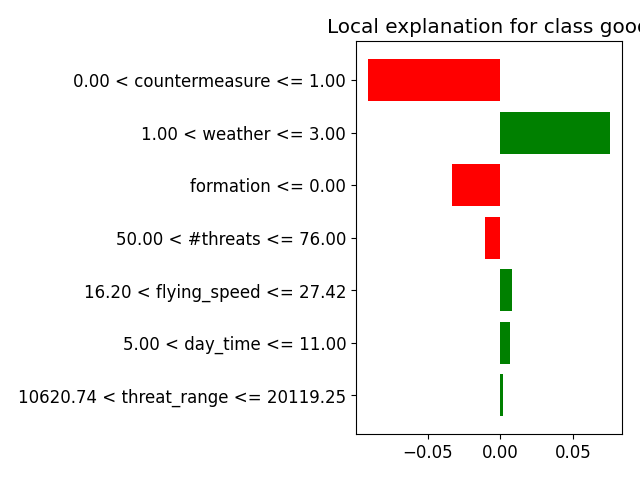 Local explanation for class good
0.00 < countermeasure <= 1.00
1.00 < weather <= 3.00
formation <= 0.00
50.00 < #threats <= 76.00
16.20 < flying_speed <= 27.42
5.00 < day_time <= 11.00
10620.74 < threat_range <= 20119.25
−0.05 0.00 0.05